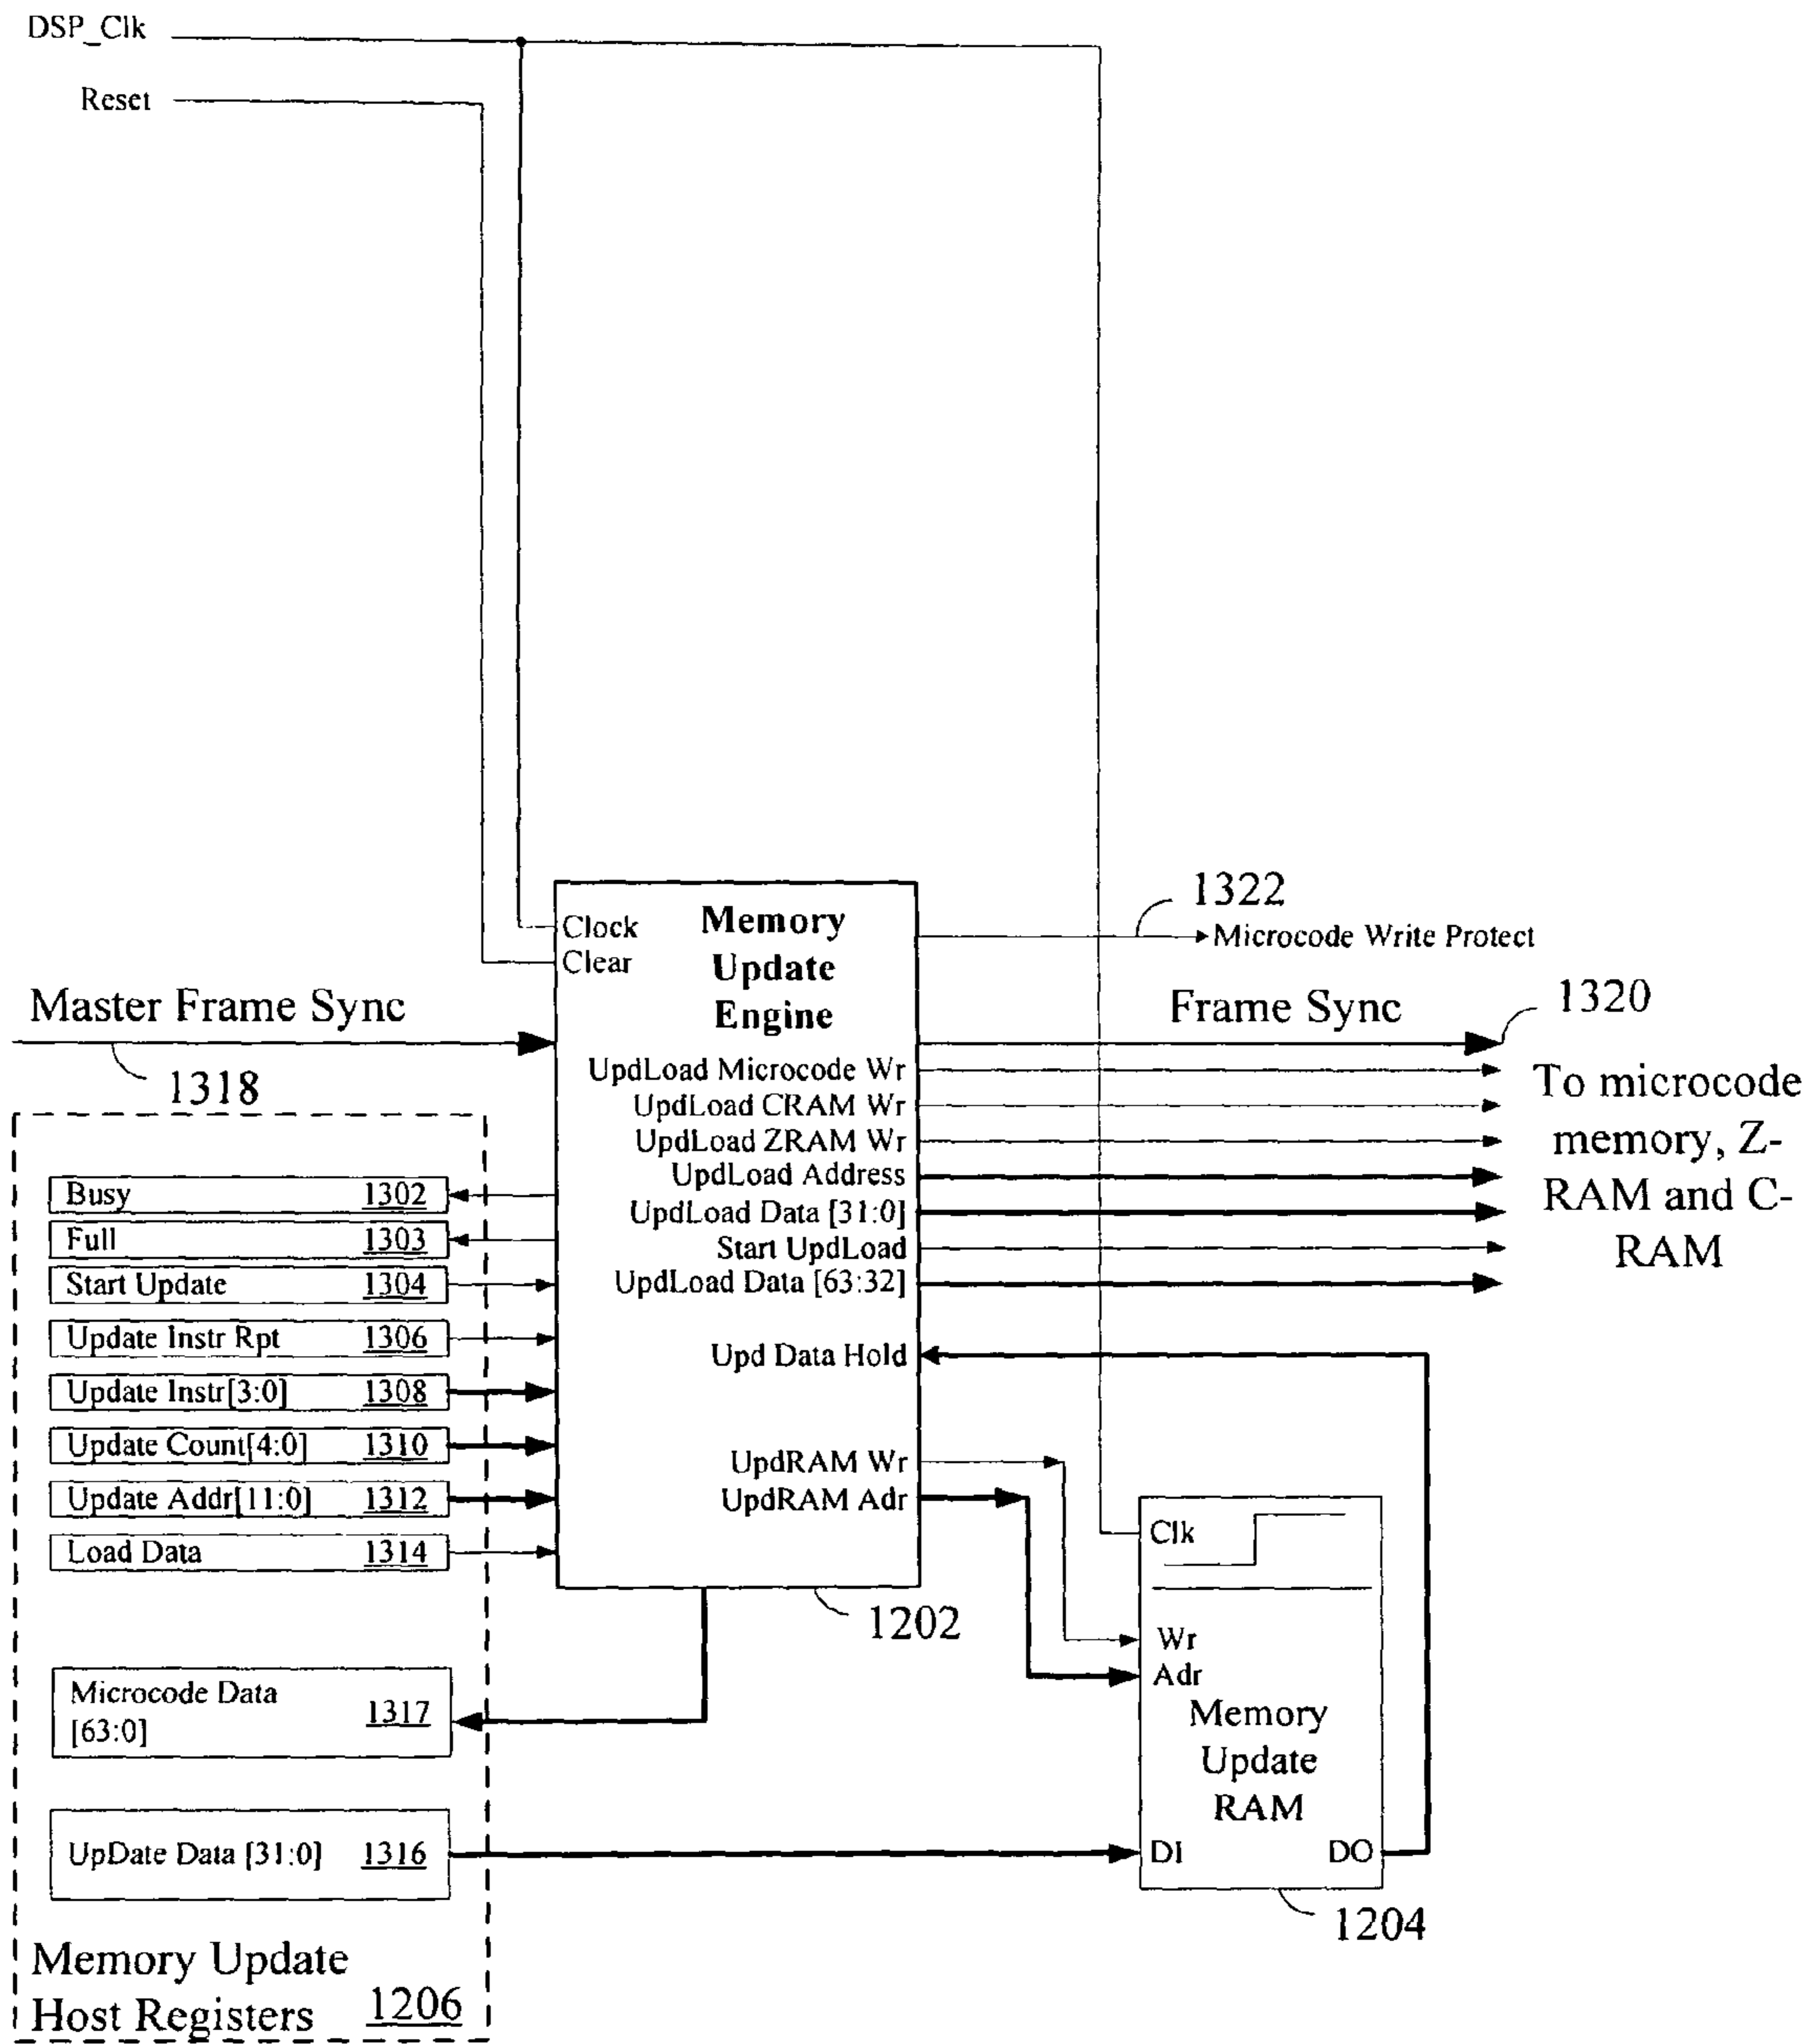 DSP_Clk
Reset
1322
Clock
Clear
Memory
Update
Engine
Microcode Write Protect
Master Frame Sync
1318
Frame Sync
1320
UpdLoad Microcode Wr
UpdLoad CRAM Wr
UpdLoad ZRAM Wr
UpdLoad Address
UpdLoad Data [31:0]
Start UpdLoad
UpdLoad Data [63:32]
To microcode
memory, Z-
RAM and C-
RAM
Busy 1302
Full 1303
Start Update 1304
Update Instr Rpt 1306
Update Instr[3:0] 1308
Update Count[4:0] 1310
Update Addr[11:0] 1312
Load Data 1314
Upd Data Hold
UpdRAM Wr
UpdRAM Adr
1202
Clk
Wr
Adr
Memory
Update
RAM
DI
DO
1204
Microcode Data
[63:0]
1317
UpDate Data [31:0] 1316
Memory Update
Host Registers 1206